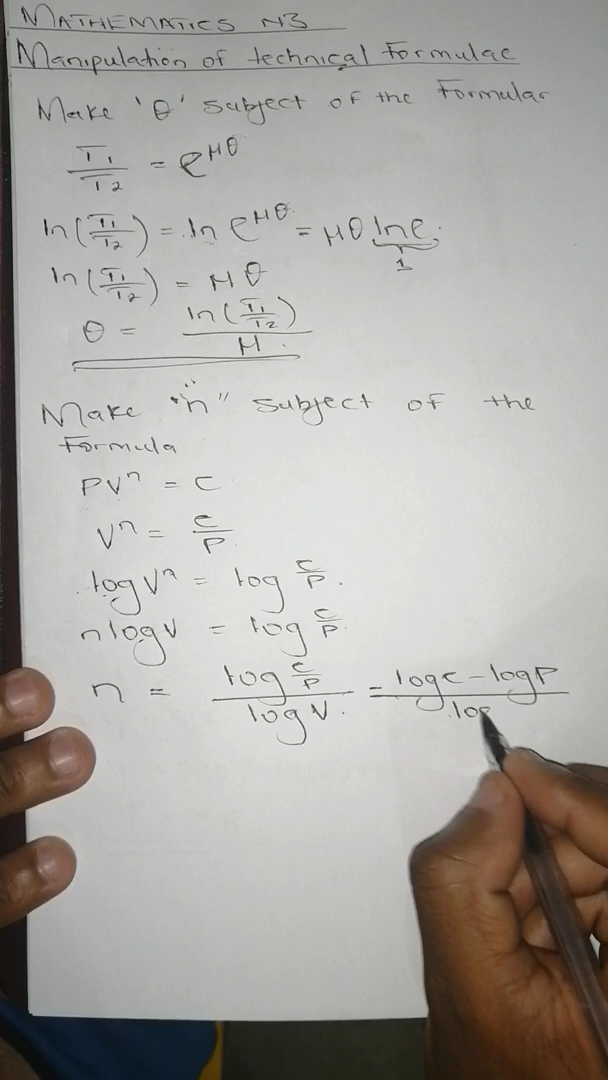 MATHEMATICS N3
Manipulation of technical Formulae
Make 'θ' subject of the Formular
T₁/T₂ = e^μθ
ln(T₁/T₂) = ln e^μθ = μθ ln e.
1
ln(T₁/T₂) = μθ
θ = ln(T₁/T₂)/μ.
Make "n" subject of the
Formula
PVⁿ = C
Vⁿ = C/P
log Vⁿ = log C/P.
n log V = log C/P.
n = log C/P / log V. = log C - log P / log